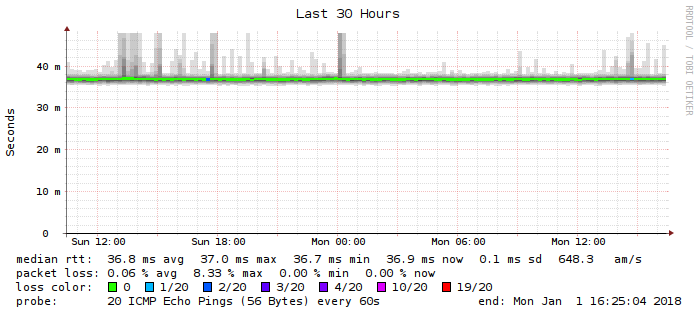 Last 30 Hours
RRDTOOL / TOBI OETIKER
Seconds
40 m
30 m
20 m
10 m
0
Sun 12:00 Sun 18:00 Mon 00:00 Mon 06:00 Mon 12:00
median rtt: 36.8 ms avg 37.0 ms max 36.7 ms min 36.9 ms now 0.1 ms sd 648.3 am/s
packet loss: 0.06 % avg 8.33 % max 0.00 % min 0.00 % now
loss color: 0 1/20 2/20 3/20 4/20 10/20 19/20
probe: 20 ICMP Echo Pings (56 Bytes) every 60s end: Mon Jan 1 16:25:04 2018